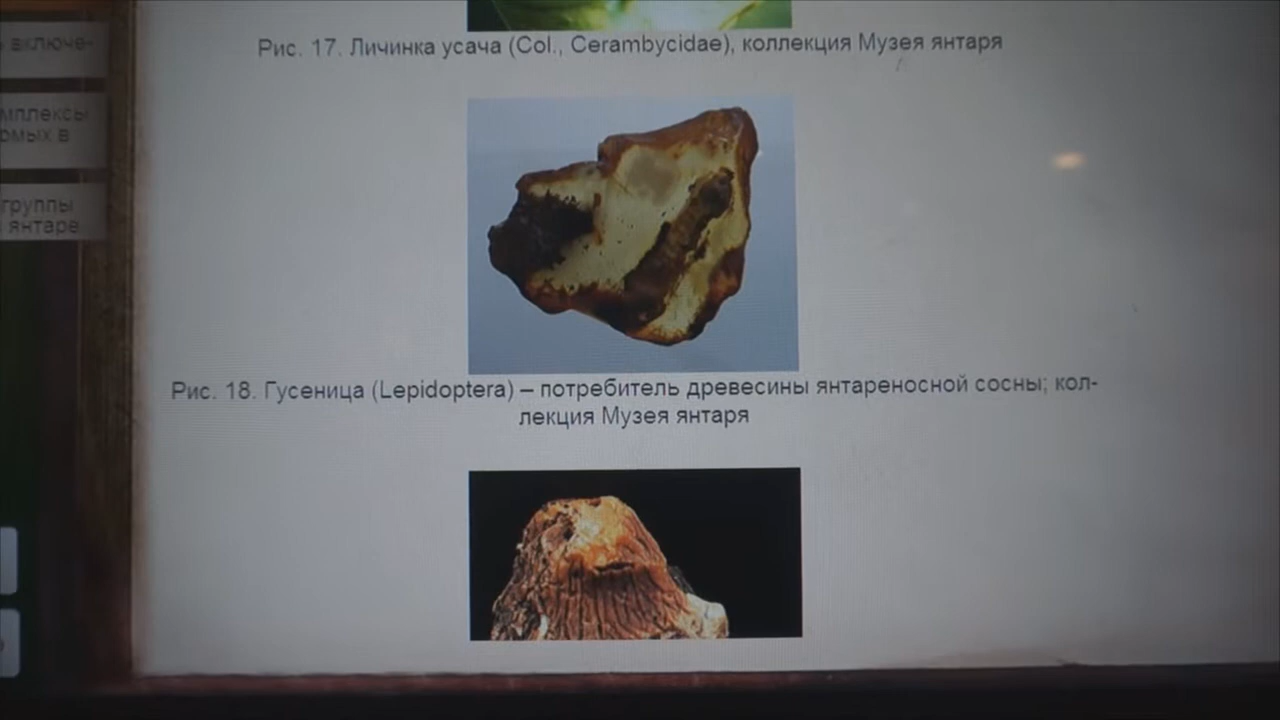 Рис. 17. Личинка усача (Col., Cerambycidae), коллекция Музея янтаря
включе-
мплексы
омых в
группы
янтаре
Рис. 18. Гусеница (Lepidoptera) – потребитель древесины янтареносной сосны; кол-
лекция Музея янтаря